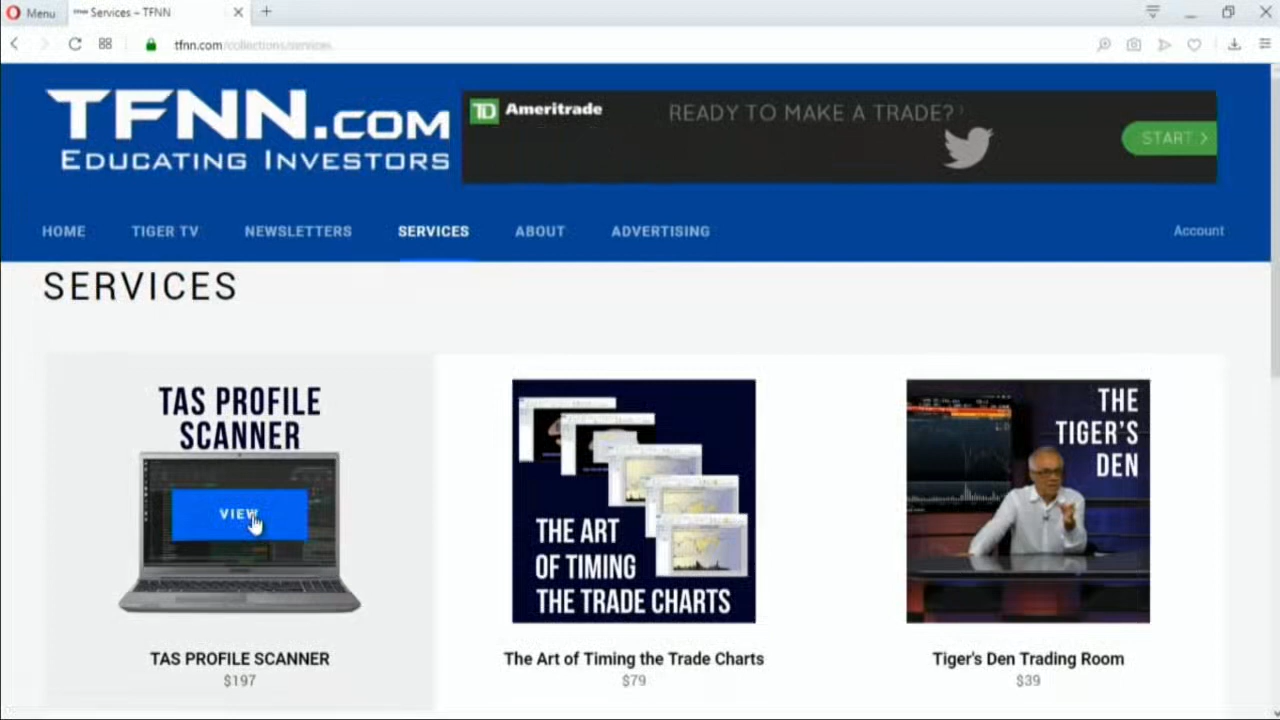 Menu
Services – TFNN
tfnn.com/collections/services
TFNN.COM
EDUCATING INVESTORS
TD Ameritrade
READY TO MAKE A TRADE?
START >
HOME TIGER TV NEWSLETTERS SERVICES ABOUT ADVERTISING Account
SERVICES
TAS PROFILE
SCANNER
VIEW
TAS PROFILE SCANNER
$197
THE ART
OF TIMING
THE TRADE CHARTS
The Art of Timing the Trade Charts
$79
THE
TIGER'S
DEN
Tiger's Den Trading Room
$39